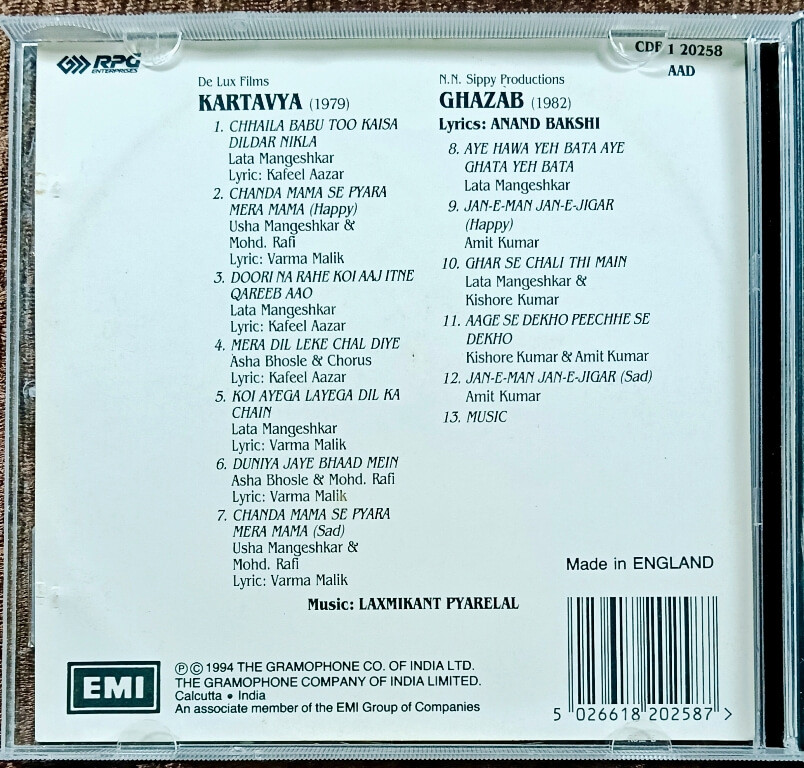 RPG
ENTERPRISES
CDF 1 20258
AAD
De Lux Films
KARTAVYA (1979)
1. CHHAILA BABU TOO KAISA
DILDAR NIKLA
Lata Mangeshkar
Lyric: Kafeel Aazar
2. CHANDA MAMA SE PYARA
MERA MAMA (Happy)
Usha Mangeshkar &
Mohd. Rafi
Lyric: Varma Malik
3. DOORI NA RAHE KOI AAJ ITNE
QAREEB AAO
Lata Mangeshkar
Lyric: Kafeel Aazar
4. MERA DIL LEKE CHAL DIYE
Asha Bhosle & Chorus
Lyric: Kafeel Aazar
5. KOI AYEGA LAYEGA DIL KA
CHAIN
Lata Mangeshkar
Lyric: Varma Malik
6. DUNIYA JAYE BHAAD MEIN
Asha Bhosle & Mohd. Rafi
Lyric: Varma Malik
7. CHANDA MAMA SE PYARA
MERA MAMA (Sad)
Usha Mangeshkar &
Mohd. Rafi
Lyric: Varma Malik
N.N. Sippy Productions
GHAZAB (1982)
Lyrics: ANAND BAKSHI
8. AYE HAWA YEH BATA AYE
GHATA YEH BATA
Lata Mangeshkar
9. JAN-E-MAN JAN-E-JIGAR
(Happy)
Amit Kumar
10. GHAR SE CHALI THI MAIN
Lata Mangeshkar &
Kishore Kumar
11. AAGE SE DEKHO PEECHHE SE
DEKHO
Kishore Kumar & Amit Kumar
12. JAN-E-MAN JAN-E-JIGAR (Sad)
Amit Kumar
13. MUSIC
Music: LAXMIKANT PYARELAL
Made in ENGLAND
EMI
℗© 1994 THE GRAMOPHONE CO. OF INDIA LTD.
THE GRAMOPHONE COMPANY OF INDIA LIMITED.
Calcutta • India
An associate member of the EMI Group of Companies
5 026618 202587 >